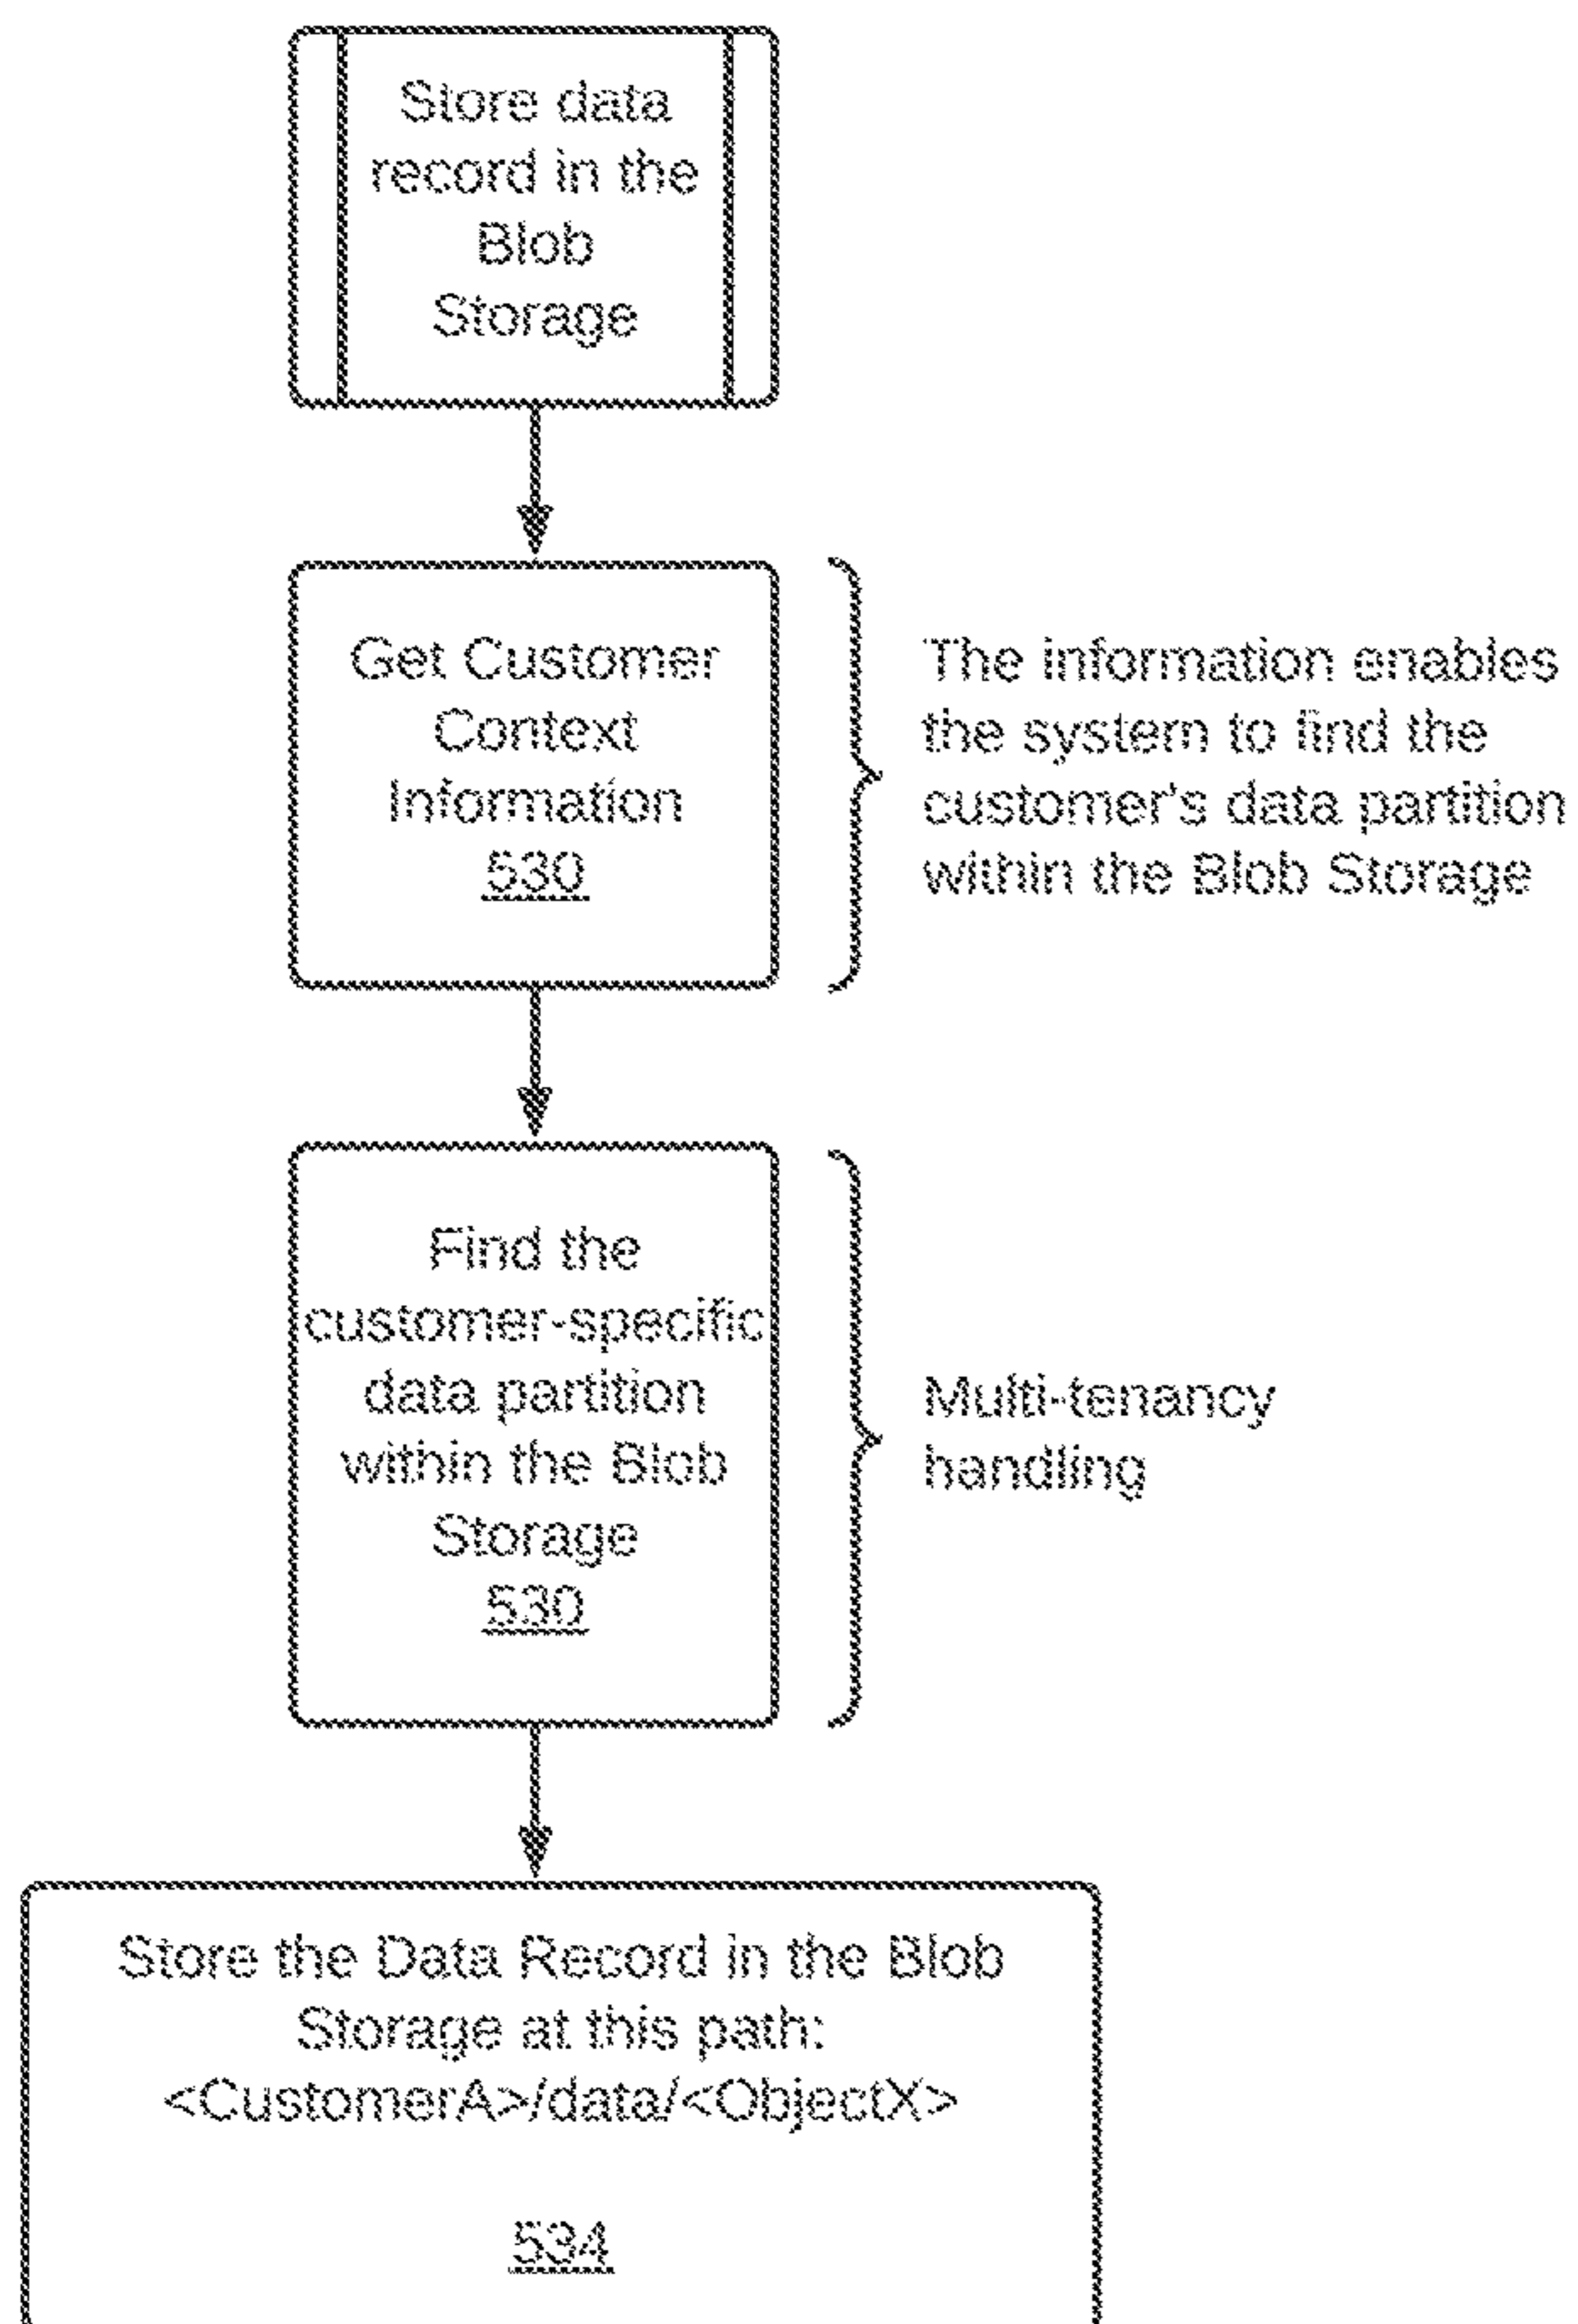 Store data
record in the
Blob
Storage
Get Customer
Context
Information
530
The information enables
the system to find the
customer's data partition
within the Blob Storage
Find the
customer-specific
data partition
within the Blob
Storage
530
Multi-tenancy
handling
Store the Data Record in the Blob
Storage at this path:
<CustomerA>/data/<ObjectX>
534